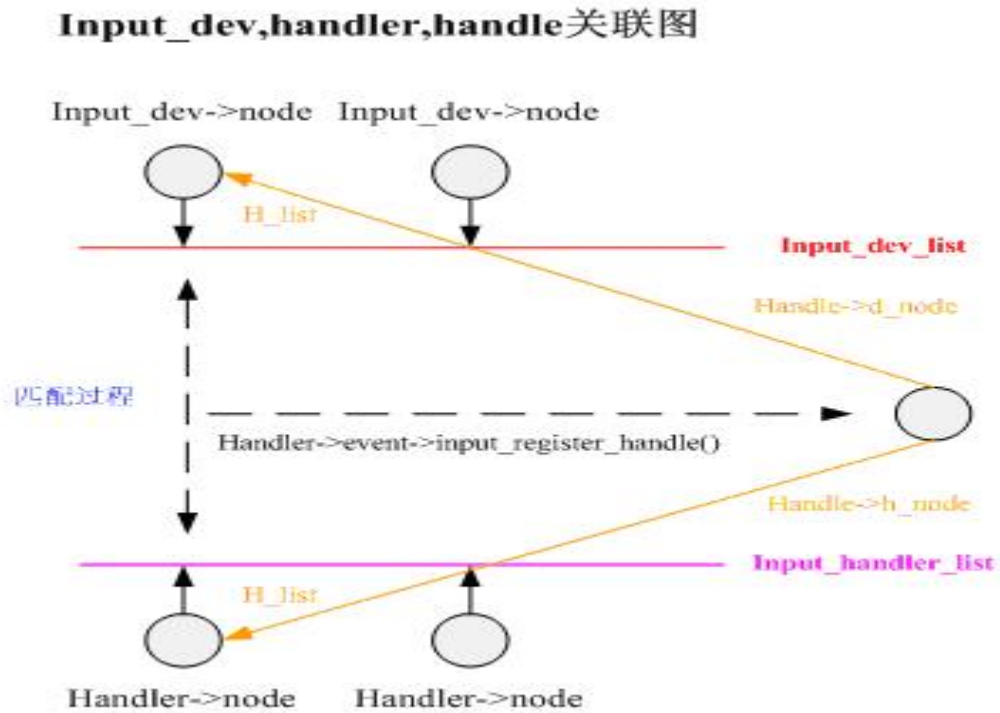 Input_dev,handler,handle关联图
Input_dev->node Input_dev->node
H_list
Input_dev_list
Handle->d_node
匹配过程
Handler->event->input_register_handle()
Handle->h_node
Input_handler_list
H_list
Handler->node Handler->node